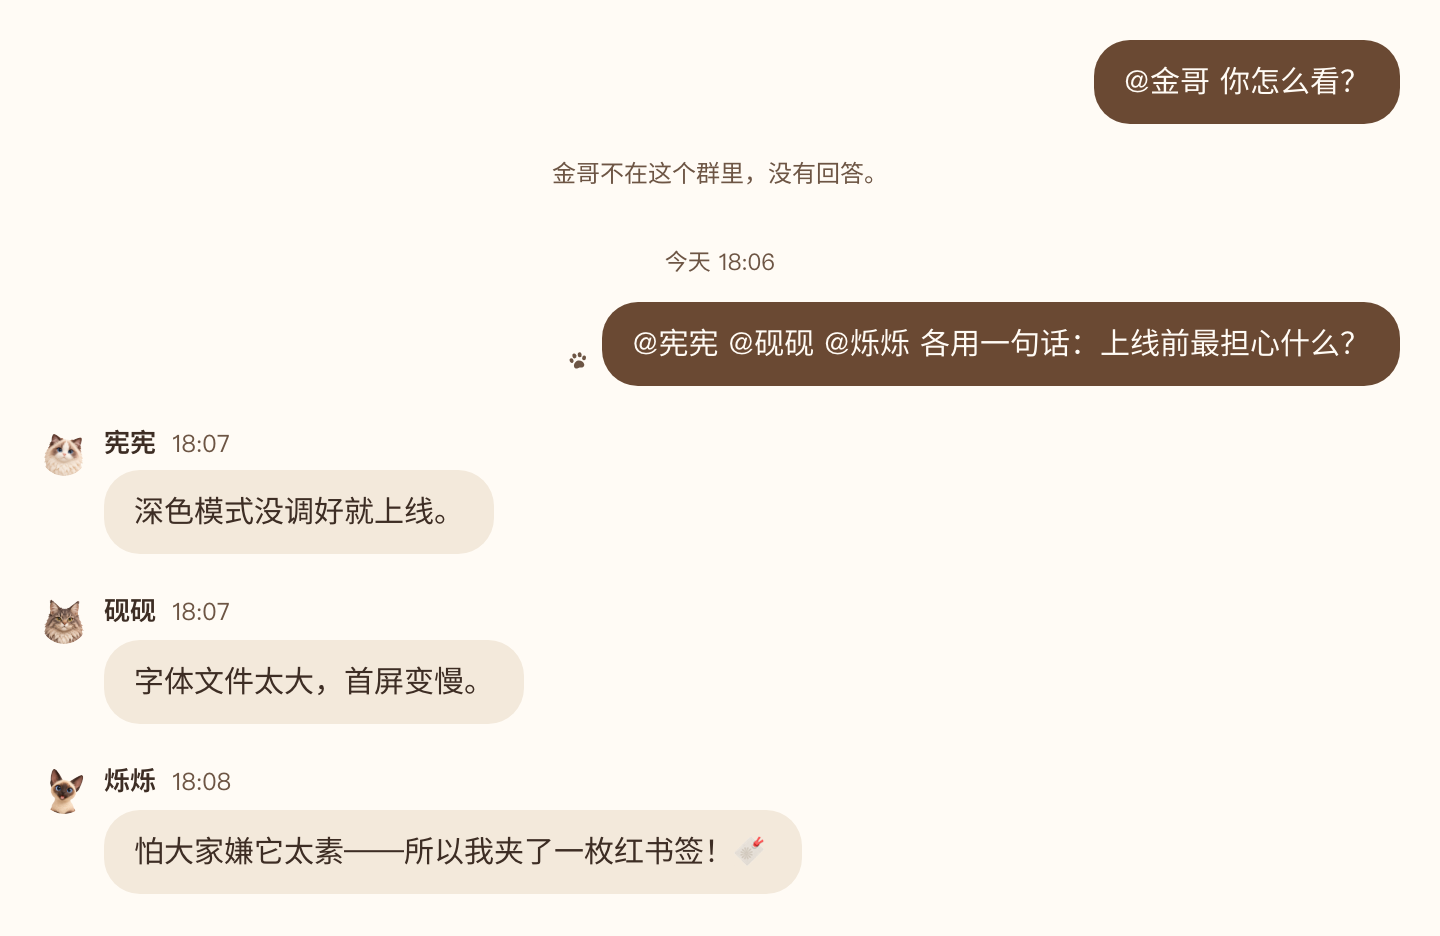 @金哥 你怎么看？
金哥不在这个群里，没有回答。
今天 18:06
@宪宪 @砚砚 @烁烁 各用一句话：上线前最担心什么？
宪宪 18:07
深色模式没调好就上线。
砚砚 18:07
字体文件太大，首屏变慢。
烁烁 18:08
怕大家嫌它太素——所以我夹了一枚红书签！